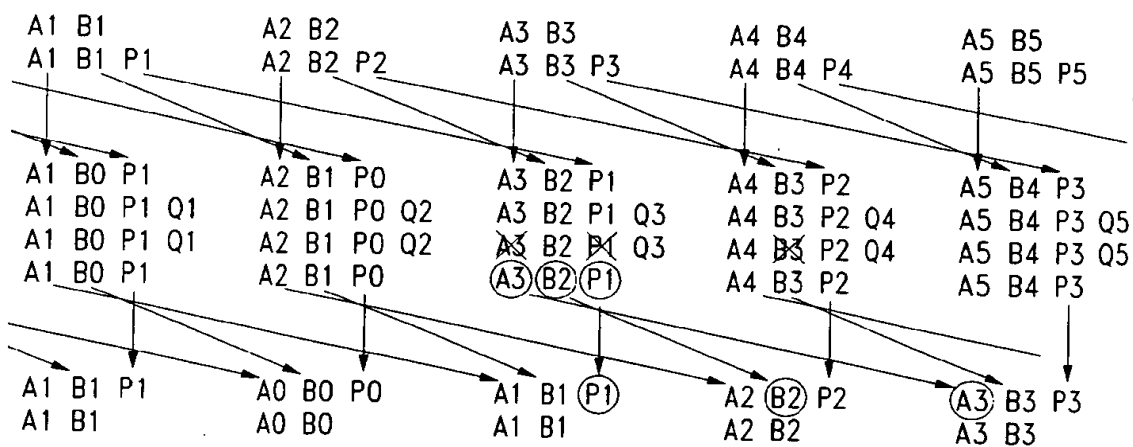 A1 B1 A2 B2 A3 B3 A4 B4 A5 B5
A1 B1 P1 A2 B2 P2 A3 B3 P3 A4 B4 P4 A5 B5 P5
A1 B0 P1 A2 B1 P0 A3 B2 P1 A4 B3 P2 A5 B4 P3
A1 B0 P1 Q1 A2 B1 P0 Q2 A3 B2 P1 Q3 A4 B3 P2 Q4 A5 B4 P3 Q5
A1 B0 P1 Q1 A2 B1 P0 Q2 A3 B2 P1 Q3 A4 B3 P2 Q4 A5 B4 P3 Q5
A1 B0 P1 A2 B1 P0 A3 B2 P1 A4 B3 P2 A5 B4 P3
A1 B1 P1 A0 B0 P0 A1 B1 P1 A2 B2 P2 A3 B3 P3
A1 B1 A0 B0 A1 B1 A2 B2 A3 B3